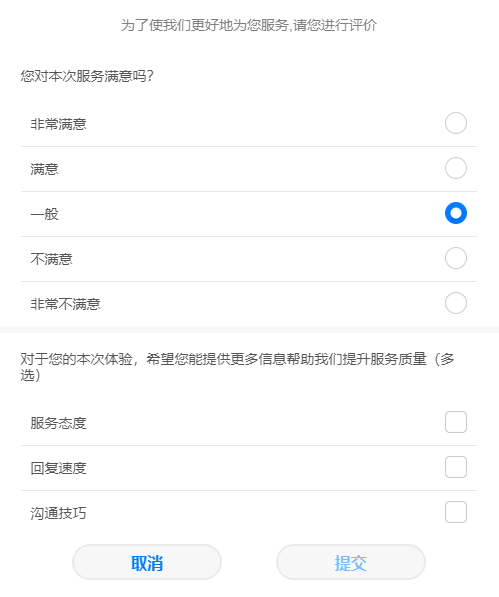 为了使我们更好地为您服务,请您进行评价
您对本次服务满意吗?
非常满意
满意
一般
不满意
非常不满意
对于您的本次体验，希望您能提供更多信息帮助我们提升服务质量（多
选）
服务态度
回复速度
沟通技巧
取消
提交